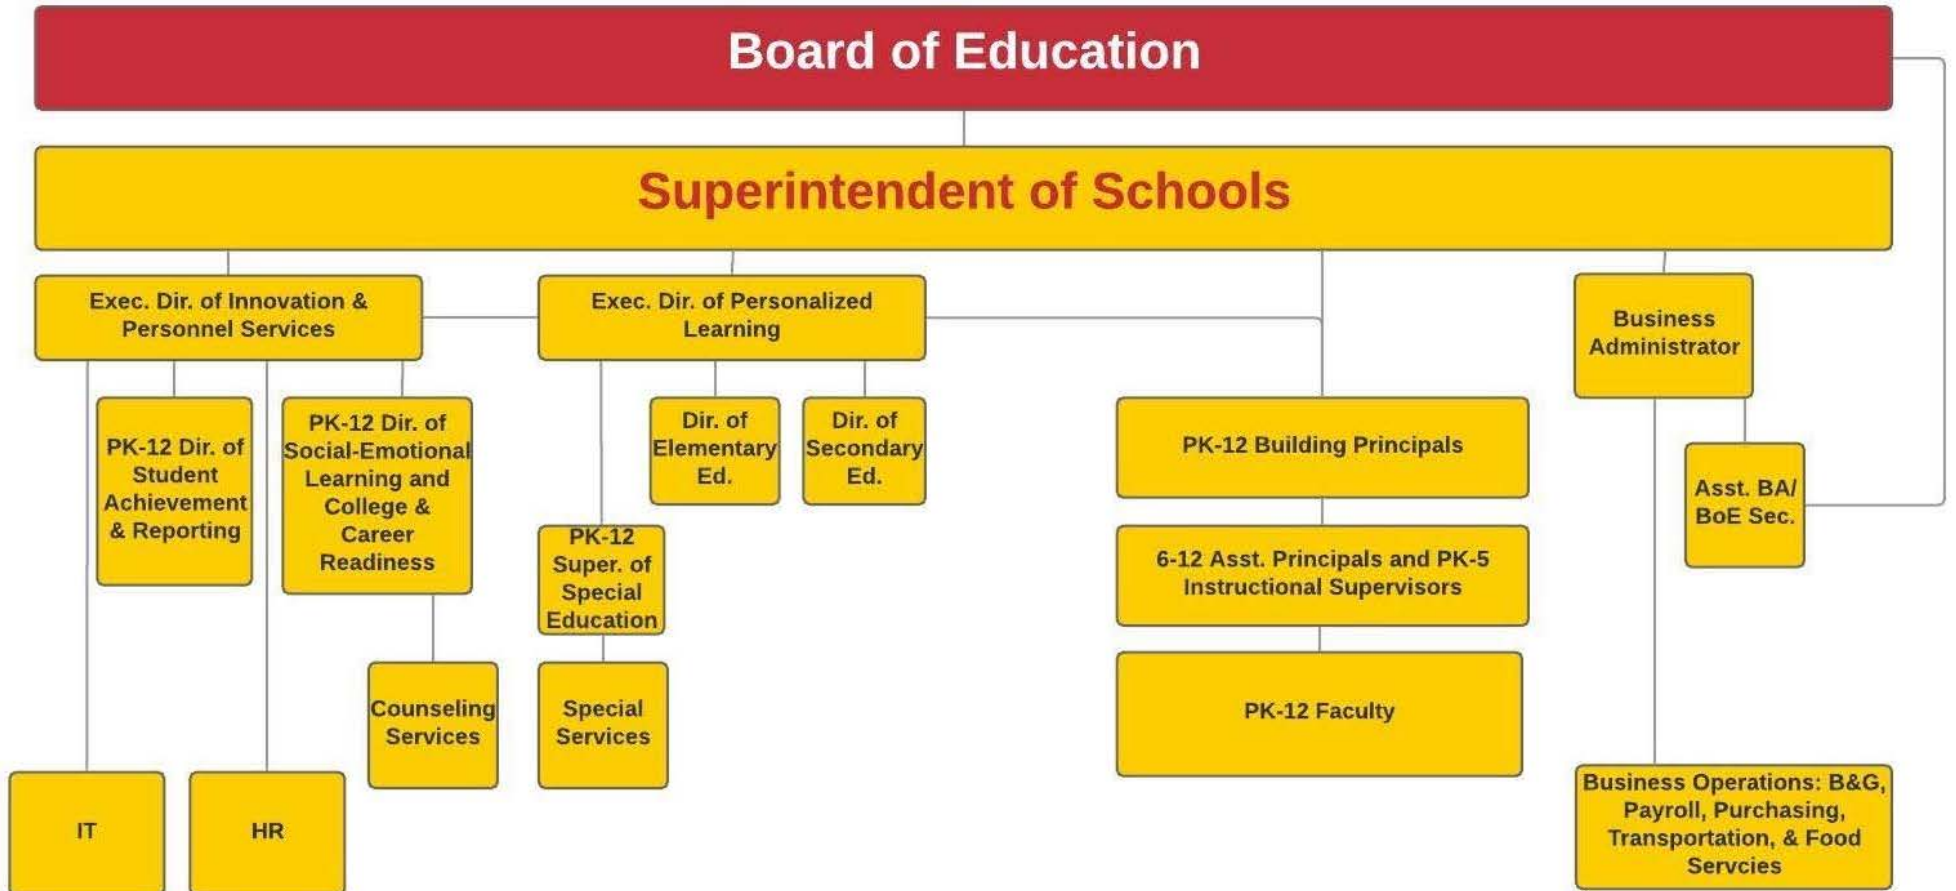 Board of Education
Superintendent of Schools
Exec. Dir. of Innovation &
Personnel Services
Exec. Dir. of Personalized
Learning
Business
Administrator
PK-12 Dir. of
Student
Achievement
& Reporting
PK-12 Dir. of
Social-Emotional
Learning and
College &
Career
Readiness
Dir. of
Elementary
Ed.
Dir. of
Secondary
Ed.
PK-12 Building Principals
Asst. BA/
BoE Sec.
PK-12
Super. of
Special
Education
6-12 Asst. Principals and PK-5
Instructional Supervisors
Counseling
Services
Special
Services
PK-12 Faculty
IT
HR
Business Operations: B&G,
Payroll, Purchasing,
Transportation, & Food
Servcies